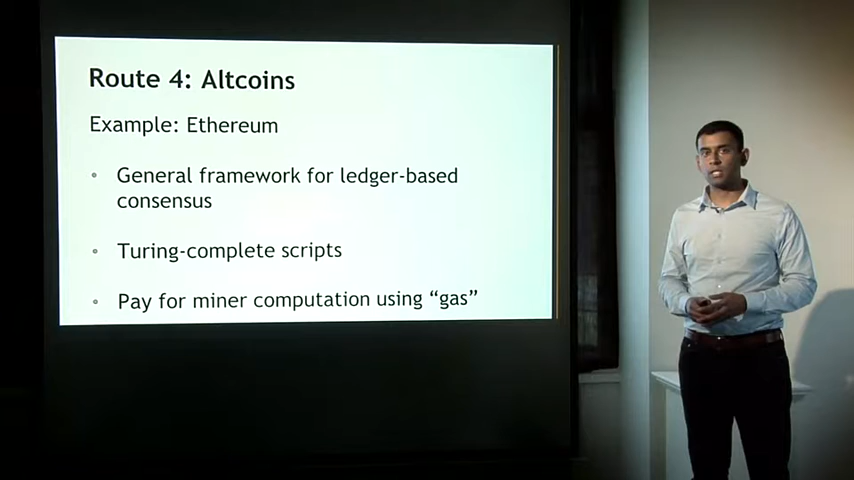 Route 4: Altcoins
Example: Ethereum
General framework for ledger-based
consensus
Turing-complete scripts
Pay for miner computation using “gas”